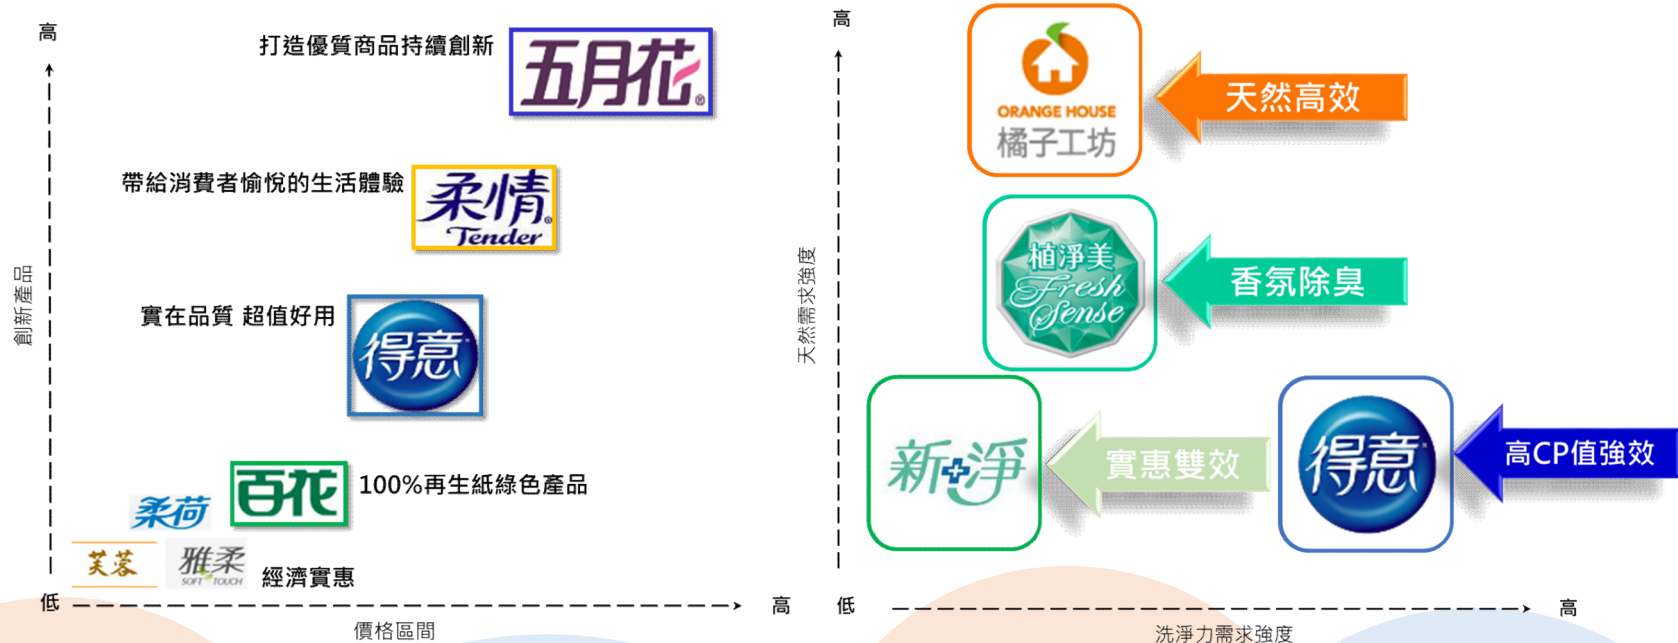 高
打造優質商品持續創新
五月花®
帶給消費者愉悅的生活體驗
柔情®
Tender
創新產品
實在品質 超值好用
得意
百花
100%再生紙綠色產品
柔荷
芙蓉
雅柔
SOFT TOUCH
經濟實惠
低
高
價格區間
高
ORANGE HOUSE
橘子工坊
天然高效
天然需求強度
植淨美
Fresh
Sense
香氛除臭
新淨
實惠雙效
得意
高CP值強效
低
高
洗淨力需求強度